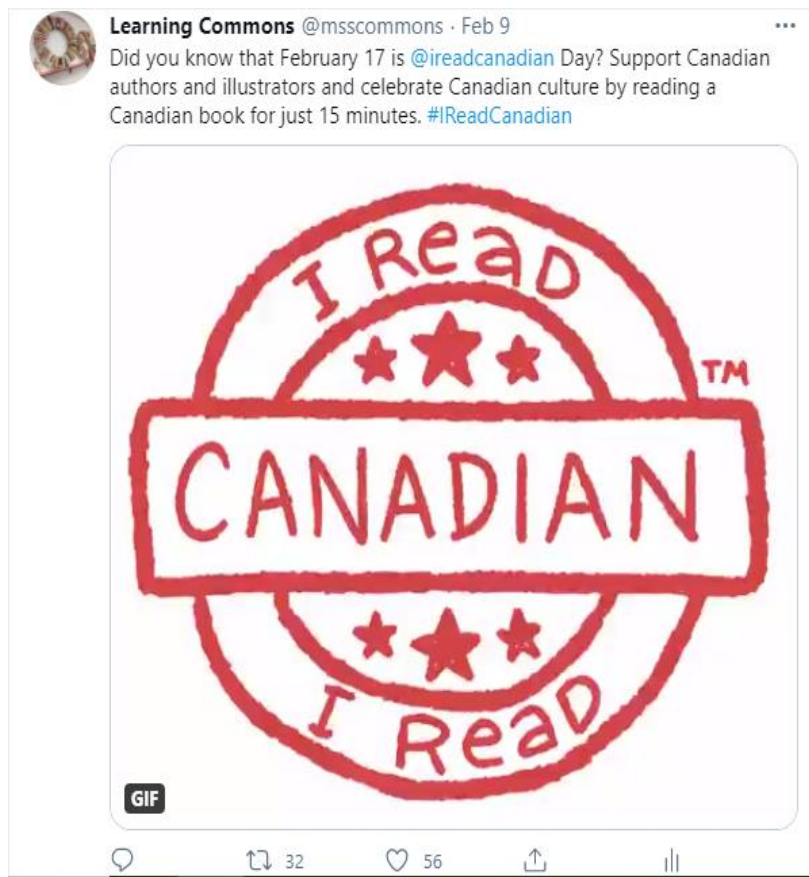 Learning Commons @msscommons · Feb 9
Did you know that February 17 is @ireadcanadian Day? Support Canadian
authors and illustrators and celebrate Canadian culture by reading a
Canadian book for just 15 minutes. #IReadCanadian
I ReaD
TM
CANADIAN
I ReaD
GIF
32 56